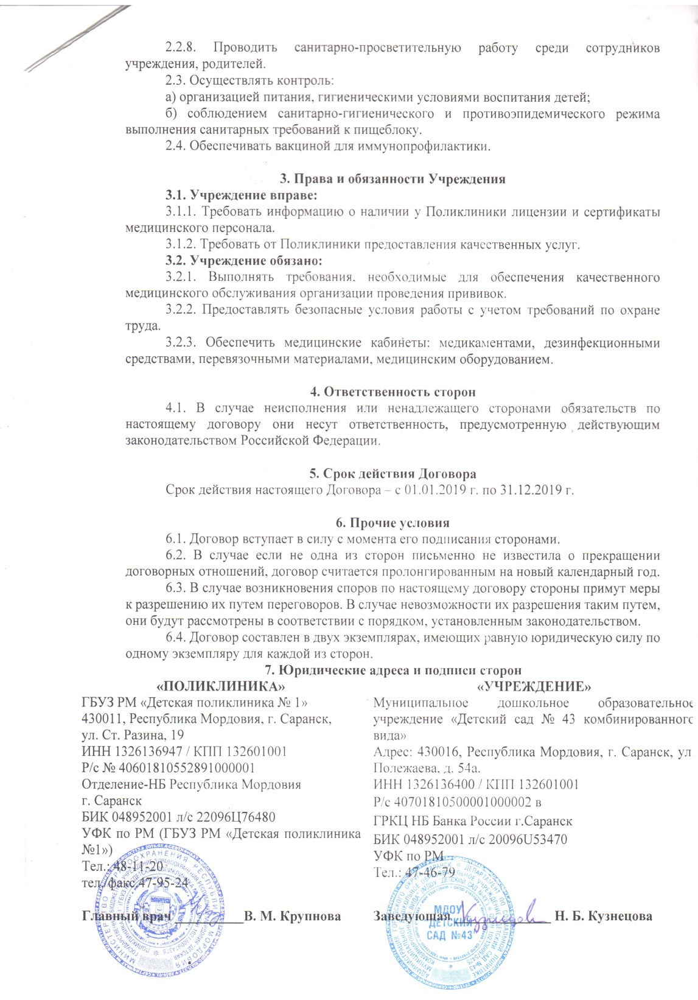 2.2.8. Проводить санитарно-просветительную работу среди сотрудников
учреждения, родителей.
2.3. Осуществлять контроль:
а) организацией питания, гигиеническими условиями воспитания детей;
б) соблюдением санитарно-гигиенического и противоэпидемического режима
выполнения санитарных требований к пищеблоку.
2.4. Обеспечивать вакциной для иммунопрофилактики.
3. Права и обязанности Учреждения
3.1. Учреждение вправе:
3.1.1. Требовать информацию о наличии у Поликлиники лицензии и сертификаты
медицинского персонала.
3.1.2. Требовать от Поликлиники предоставления качественных услуг.
3.2. Учреждение обязано:
3.2.1. Выполнять требования, необходимые для обеспечения качественного
медицинского обслуживания организации проведения прививок.
3.2.2. Предоставлять безопасные условия работы с учетом требований по охране
труда.
3.2.3. Обеспечить медицинские кабинеты: медикаментами, дезинфекционными
средствами, перевязочными материалами, медицинским оборудованием.
4. Ответственность сторон
4.1. В случае неисполнения или ненадлежащего сторонами обязательств по
настоящему договору они несут ответственность, предусмотренную действующим
законодательством Российской Федерации.
5. Срок действия Договора
Срок действия настоящего Договора – с 01.01.2019 г. по 31.12.2019 г.
6. Прочие условия
6.1. Договор вступает в силу с момента его подписания сторонами.
6.2. В случае если не одна из сторон письменно не известила о прекращении
договорных отношений, договор считается пролонгированным на новый календарный год.
6.3. В случае возникновения споров по настоящему договору стороны примут меры
к разрешению их путем переговоров. В случае невозможности их разрешения таким путем,
они будут рассмотрены в соответствии с порядком, установленным законодательством.
6.4. Договор составлен в двух экземплярах, имеющих равную юридическую силу по
одному экземпляру для каждой из сторон.
7. Юридические адреса и подписи сторон
«ПОЛИКЛИНИКА»
ГБУЗ РМ «Детская поликлиника № 1»
430011, Республика Мордовия, г. Саранск,
ул. Ст. Разина, 19
ИНН 1326136947 / КПП 132601001
Р/с № 40601810552891000001
Отделение-НБ Республика Мордовия
г. Саранск
БИК 048952001 л/с 22096Ц76480
УФК по РМ (ГБУЗ РМ «Детская поликлиника
№1»)
Тел.: 48-11-20
тел/факс 47-95-24
Главный врач __________ В. М. Крупнова
«УЧРЕЖДЕНИЕ»
Муниципальное дошкольное образовательное
учреждение «Детский сад № 43 комбинированного
вида»
Адрес: 430016, Республика Мордовия, г. Саранск, ул.
Полежаева, д. 54а.
ИНН 1326136400 / КПП 132601001
Р/с 40701810500001000002 в
ГРКЦ НБ Банка России г.Саранск
БИК 048952001 л/с 20096U53470
УФК по РМ
Тел.: 47-46-79
Заведующая __________ Н. Б. Кузнецова
МДОУ
"ДЕТСКИЙ
САД №43"